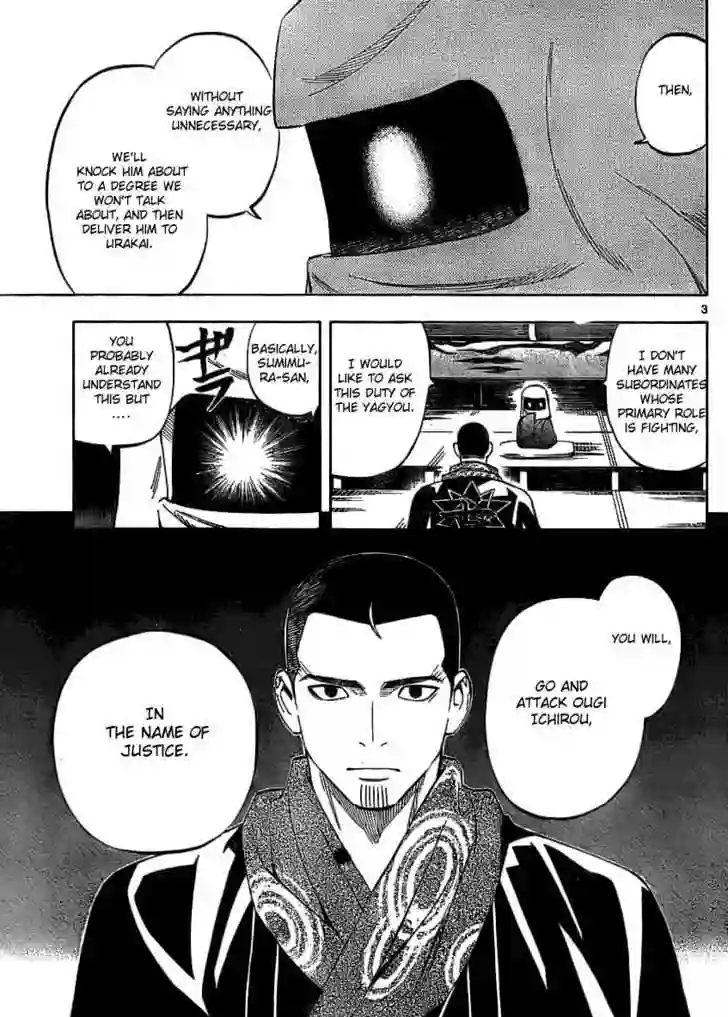 THEN,
WITHOUT
SAYING ANYTHING
UNNECESSARY,
WE'LL
KNOCK HIM ABOUT
TO A DEGREE WE
WON'T TALK
ABOUT, AND THEN
DELIVER HIM TO
URAKAI.
3
I DON'T
HAVE MANY
SUBORDINATES
WHOSE
PRIMARY ROLE
IS FIGHTING,
I WOULD
LIKE TO ASK
THIS DUTY OF
THE YAGYOU.
BASICALLY,
SUMIMU-
RA-SAN,
ギラ
YOU
PROBABLY
ALREADY
UNDERSTAND
THIS BUT
....
YOU WILL,
GO AND
ATTACK OUGI
ICHIROU,
IN
THE NAME OF
JUSTICE.